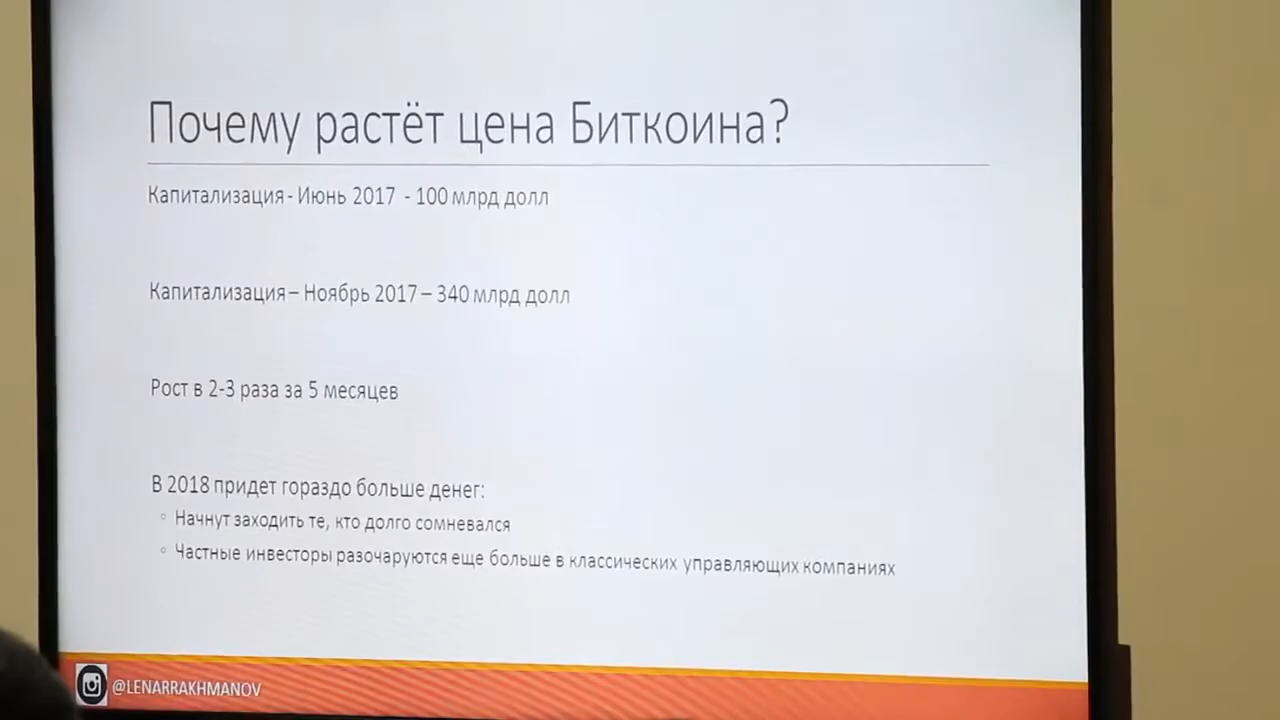 Почему растёт цена Биткоина?
Капитализация - Июнь 2017 - 100 млрд долл
Капитализация – Ноябрь 2017 – 340 млрд долл
Рост в 2-3 раза за 5 месяцев
В 2018 придет гораздо больше денег:
◦ Начнут заходить те, кто долго сомневался
◦ Частные инвесторы разочаруются еще больше в классических управляющих компаниях
@LENARRAKHMANOV